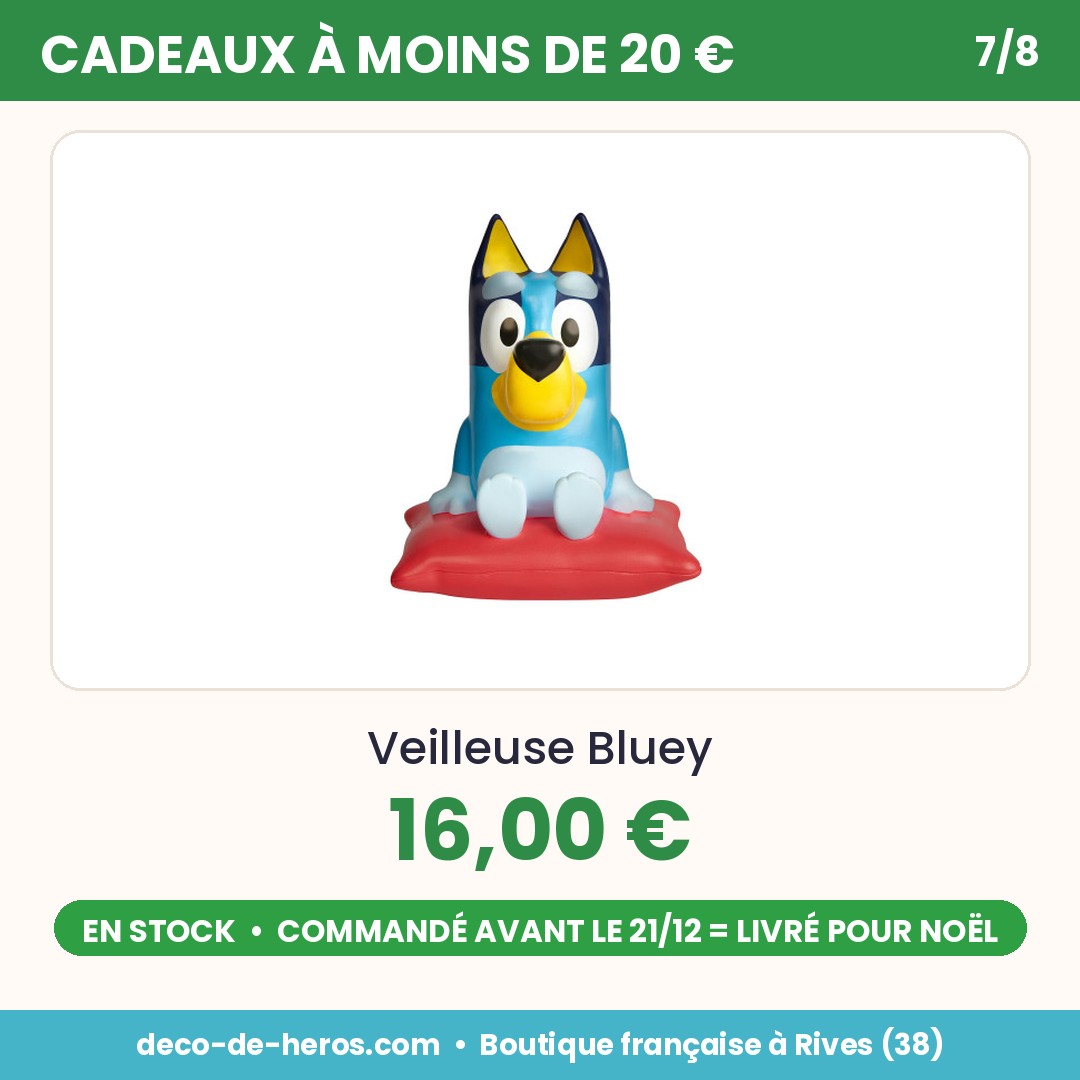 CADEAUX À MOINS DE 20 €
7/8
Veilleuse Bluey
16,00 €
EN STOCK • COMMANDÉ AVANT LE 21/12 = LIVRÉ POUR NOËL
deco-de-heros.com • Boutique française à Rives (38)